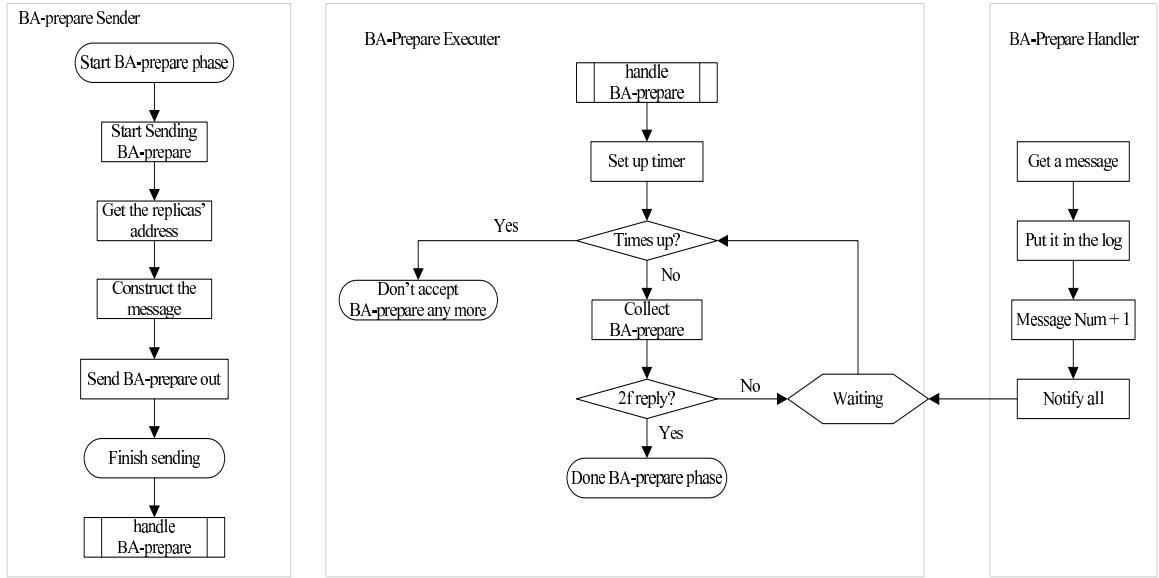 BA-prepare Sender
Start BA-prepare phase
Start Sending
BA-prepare
Get the replicas'
address
Construct the
message
Send BA-prepare out
Finish sending
handle
BA-prepare
BA-Prepare Executer
handle
BA-prepare
Set up timer
Times up?
Yes
Don't accept
BA-prepare any more
No
Collect
BA-prepare
2f reply?
No
Waiting
Yes
Done BA-prepare phase
BA-Prepare Handler
Get a message
Put it in the log
Message Num + 1
Notify all